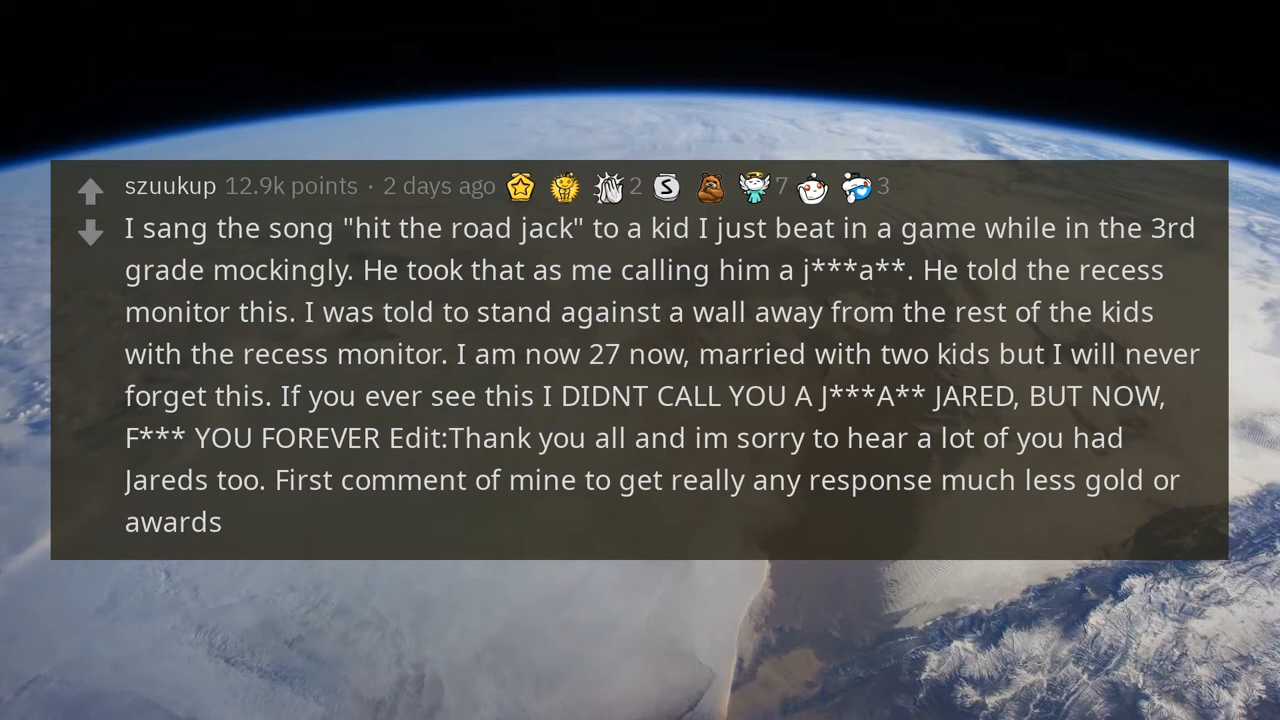 szuukup 12.9k points · 2 days ago 2 S 7 3
I sang the song "hit the road jack" to a kid I just beat in a game while in the 3rd
grade mockingly. He took that as me calling him a j***a**. He told the recess
monitor this. I was told to stand against a wall away from the rest of the kids
with the recess monitor. I am now 27 now, married with two kids but I will never
forget this. If you ever see this I DIDNT CALL YOU A J***A** JARED, BUT NOW,
F*** YOU FOREVER Edit:Thank you all and im sorry to hear a lot of you had
Jareds too. First comment of mine to get really any response much less gold or
awards